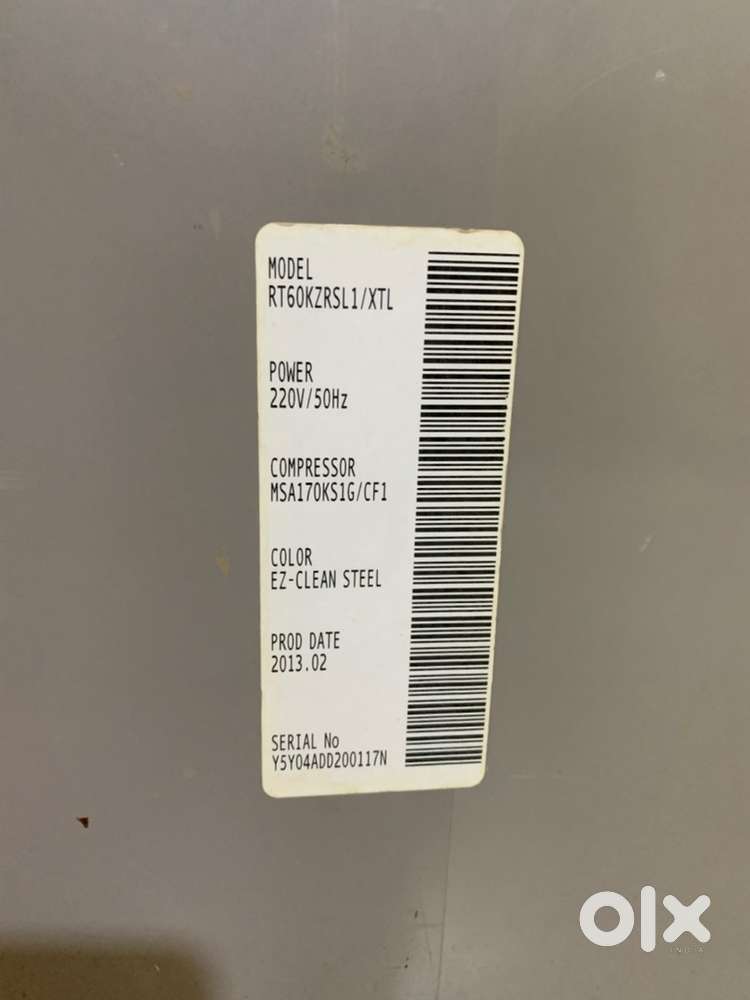 MODEL
RT60KZRSL1/XTL
POWER
220V/50Hz
COMPRESSOR
MSA170KS1G/CF1
COLOR
EZ-CLEAN STEEL
PROD DATE
2013.02
SERIAL No
Y5Y04ADD200117N
olx
INDIA